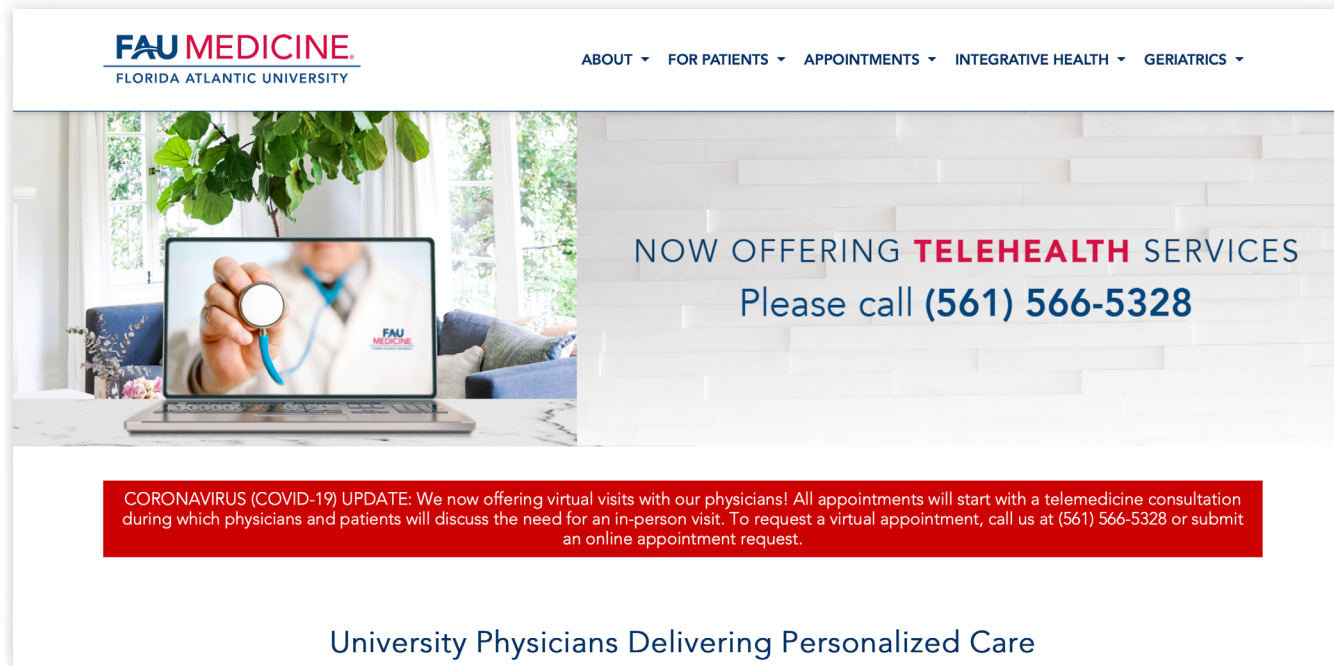 FAU MEDICINE®
FLORIDA ATLANTIC UNIVERSITY
ABOUT FOR PATIENTS APPOINTMENTS INTEGRATIVE HEALTH GERIATRICS
NOW OFFERING TELEHEALTH SERVICES
Please call (561) 566-5328
FAU
MEDICINE
FLORIDA ATLANTIC UNIVERSITY
CORONAVIRUS (COVID-19) UPDATE: We now offering virtual visits with our physicians! All appointments will start with a telemedicine consultation
during which physicians and patients will discuss the need for an in-person visit. To request a virtual appointment, call us at (561) 566-5328 or submit
an online appointment request.
University Physicians Delivering Personalized Care